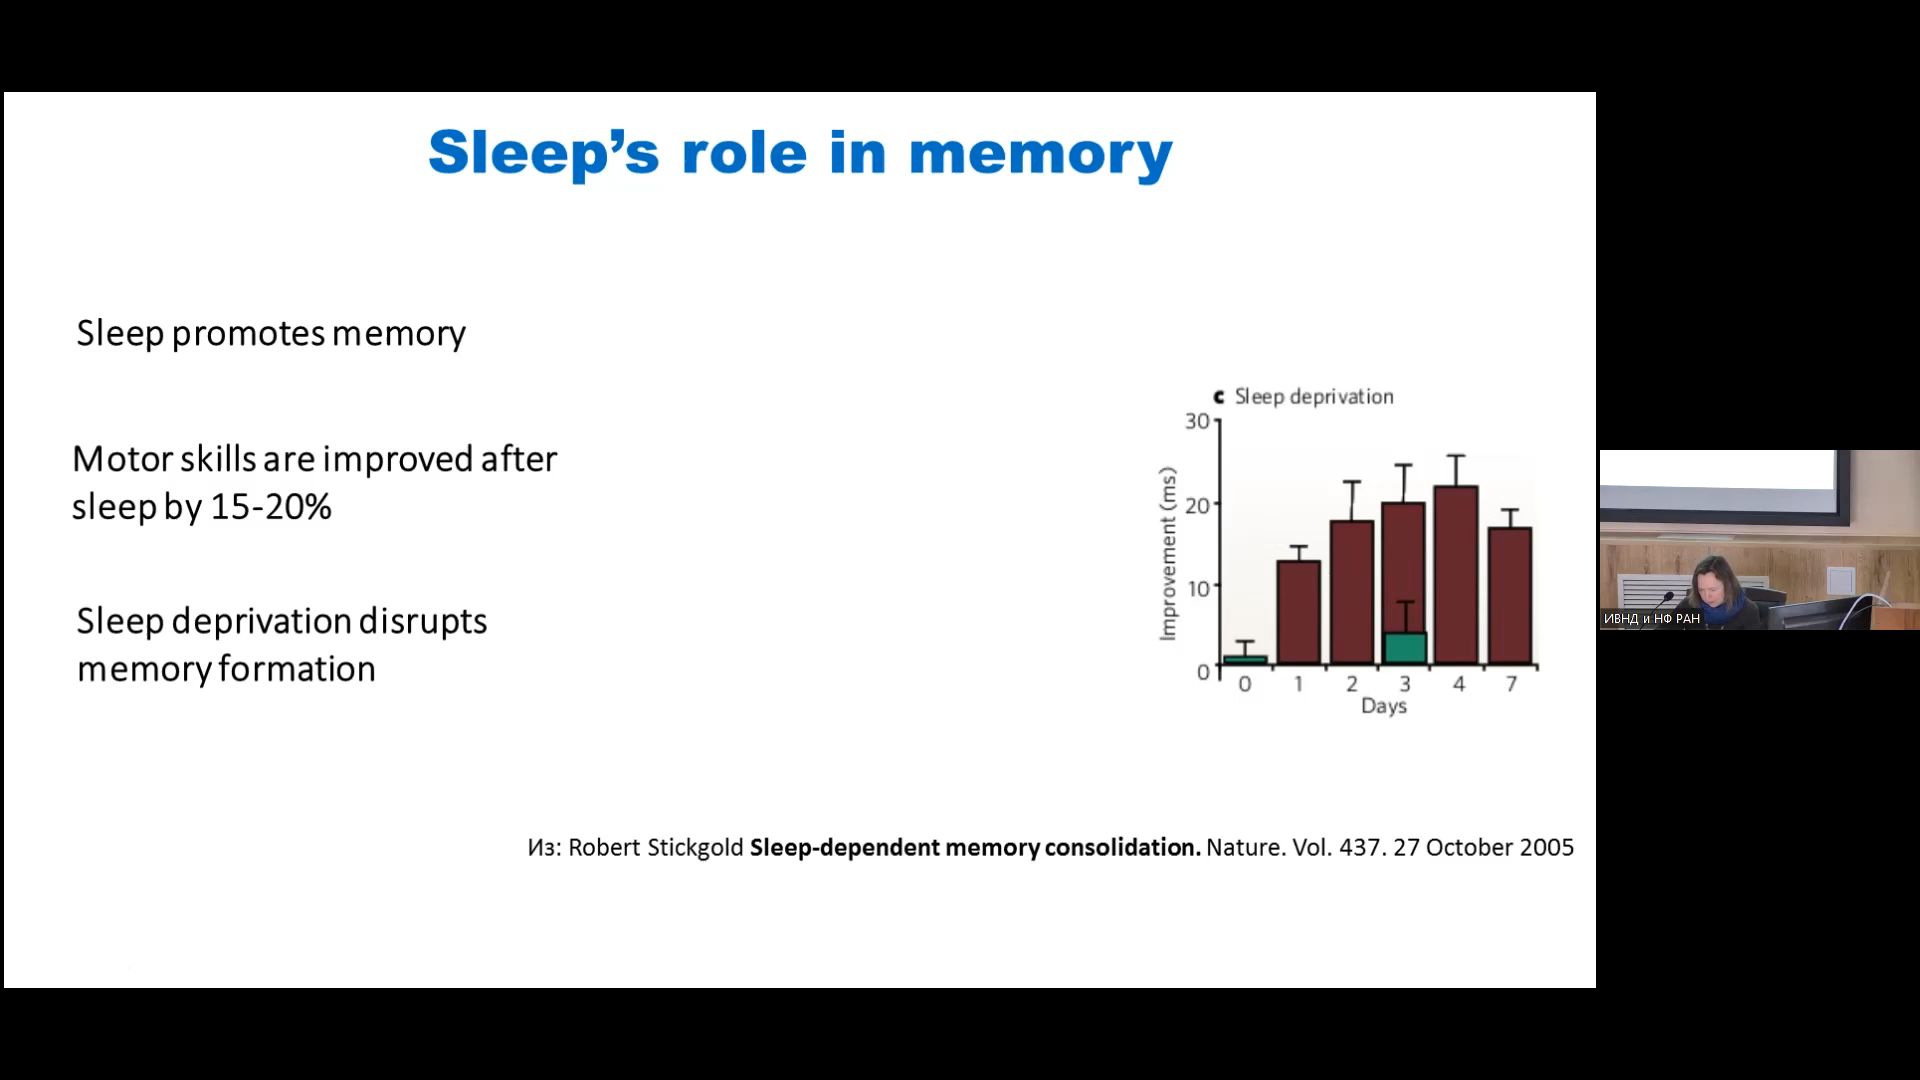 Sleep’s role in memory
Sleep promotes memory
Motor skills are improved after
sleep by 15-20%
Sleep deprivation disrupts
memory formation
c Sleep deprivation
Improvement (ms)
30
20
10
0
0 1 2 3 4 7
Days
Из: Robert Stickgold Sleep-dependent memory consolidation. Nature. Vol. 437. 27 October 2005
ИВНД и НФ РАН